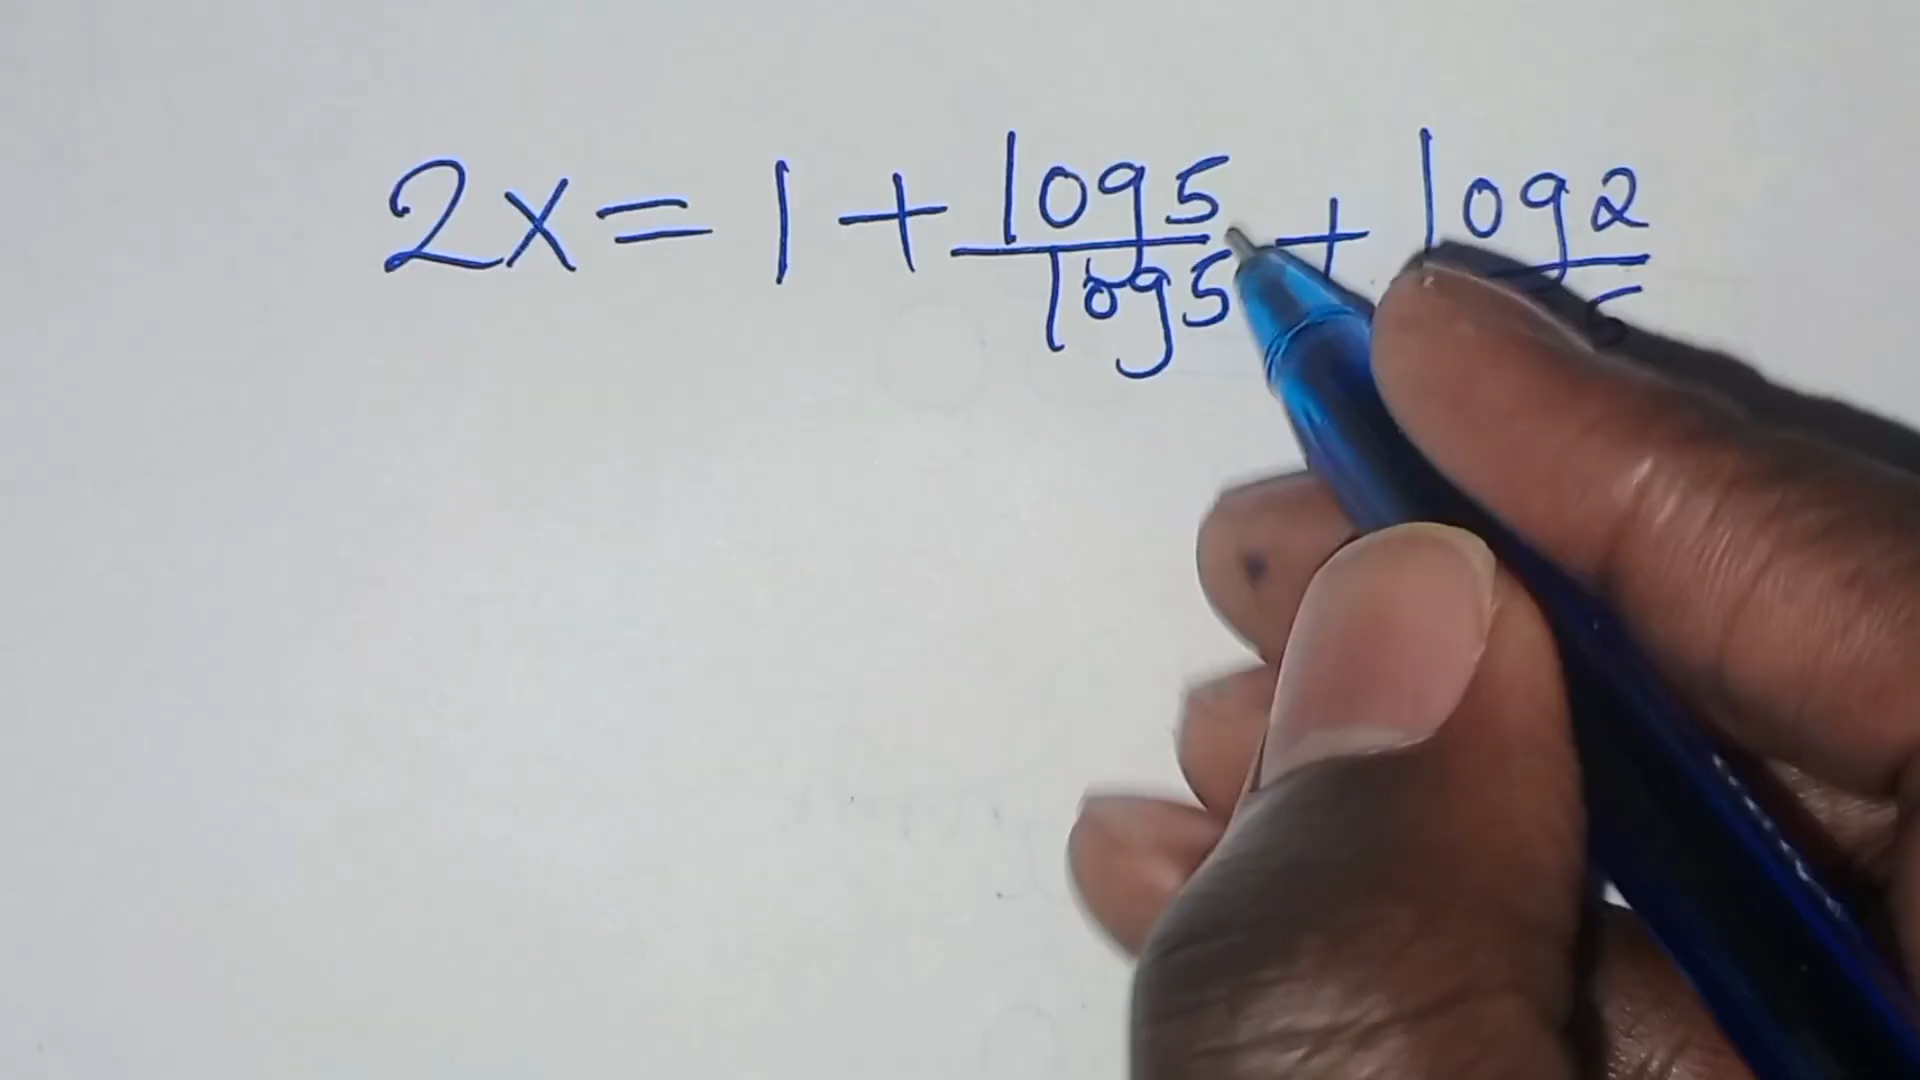 2x = 1 + log5/log5 + log2